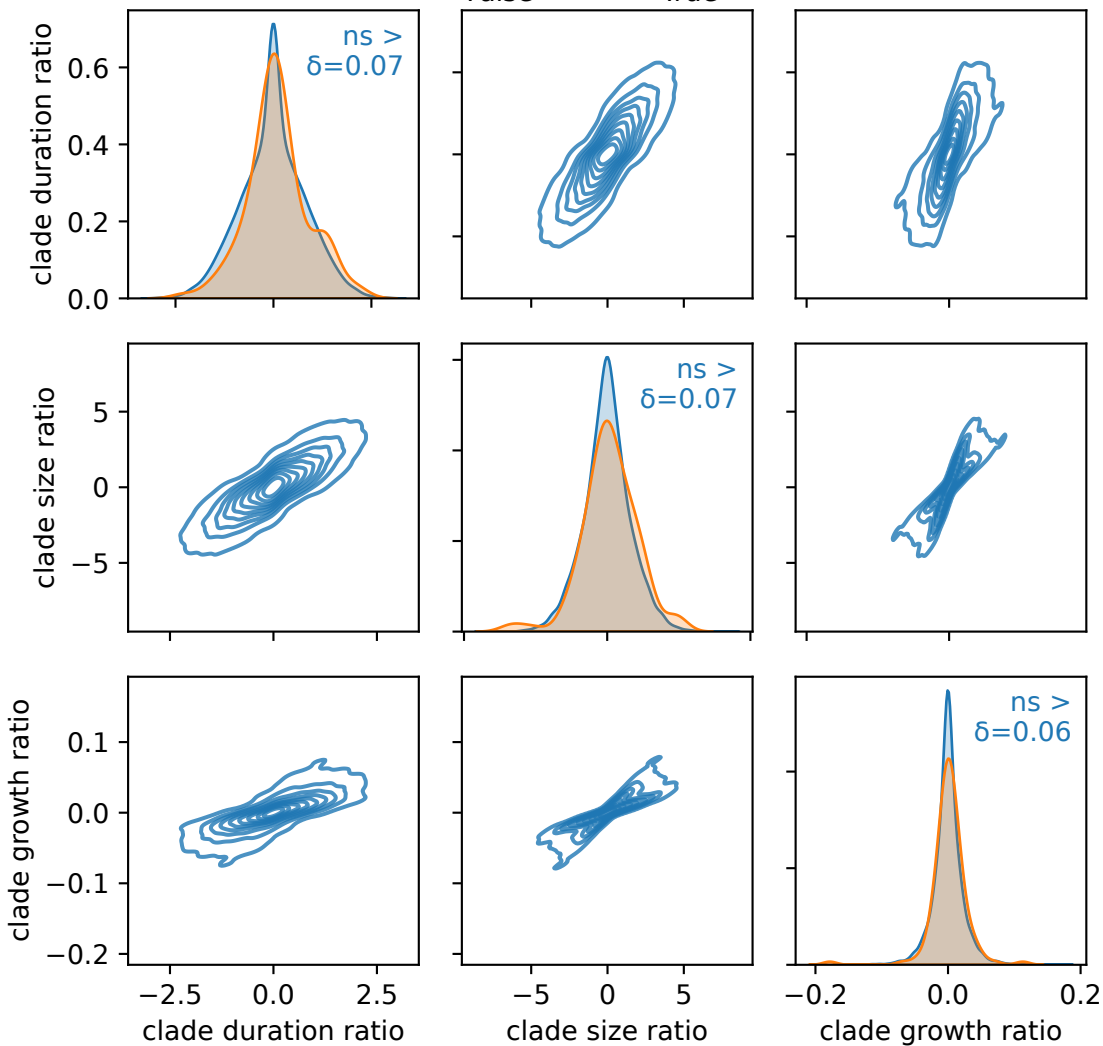 True
clade duration ratio
0.6
0.4
0.2
0.0
ns >
δ=0.07
clade size ratio
5
0
−5
ns >
δ=0.07
clade growth ratio
0.1
0.0
−0.1
−0.2
ns >
δ=0.06
−2.5
0.0
2.5
−5
0
5
−0.2
0.0
0.2
clade duration ratio
clade size ratio
clade growth ratio